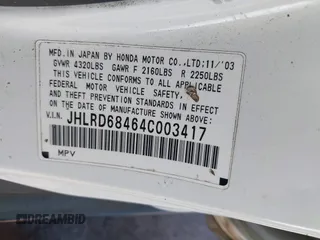 MFD. IN JAPAN BY HONDA MOTOR CO.,LTD:11/'03
GVWR 4320LBS GAWR F 2160LBS R 2250LBS
THIS VEHICLE CONFORMS TO ALL APPLICABLE
FEDERAL MOTOR VEHICLE SAFETY
AND THEFT PREVENTION STANDARDS IN EFFECT
ON THE DATE OF MANUFACTURE SHOWN ABOVE.
V.I.N. JHLRD68464C003417
MPV
DREAMBID